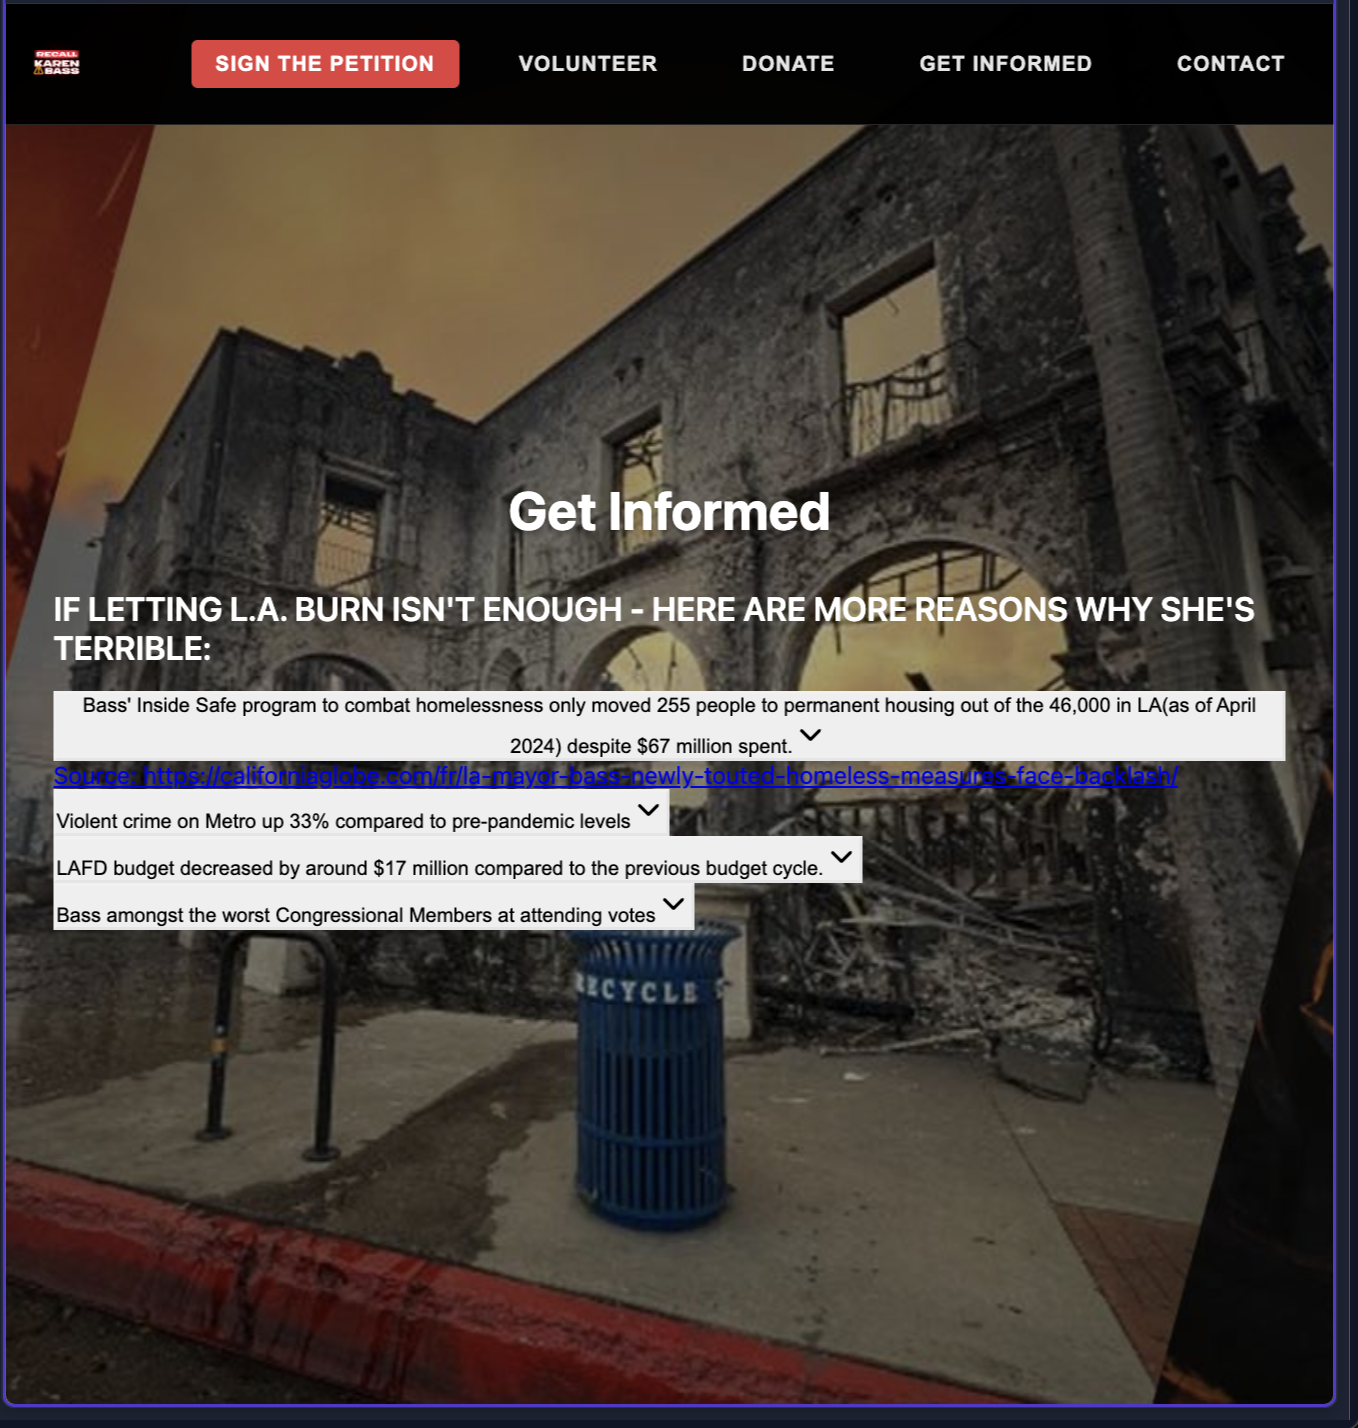 RECALL
KAREN
BASS
SIGN THE PETITION
VOLUNTEER
DONATE
GET INFORMED
CONTACT
Get Informed
IF LETTING L.A. BURN ISN'T ENOUGH - HERE ARE MORE REASONS WHY SHE'S
TERRIBLE:
Bass' Inside Safe program to combat homelessness only moved 255 people to permanent housing out of the 46,000 in LA(as of April
2024) despite $67 million spent.
Source: https://californiaglobe.com/fr/la-mayor-bass-newly-touted-homeless-measures-face-backlash/
Violent crime on Metro up 33% compared to pre-pandemic levels
LAFD budget decreased by around $17 million compared to the previous budget cycle.
Bass amongst the worst Congressional Members at attending votes
RECYCLE